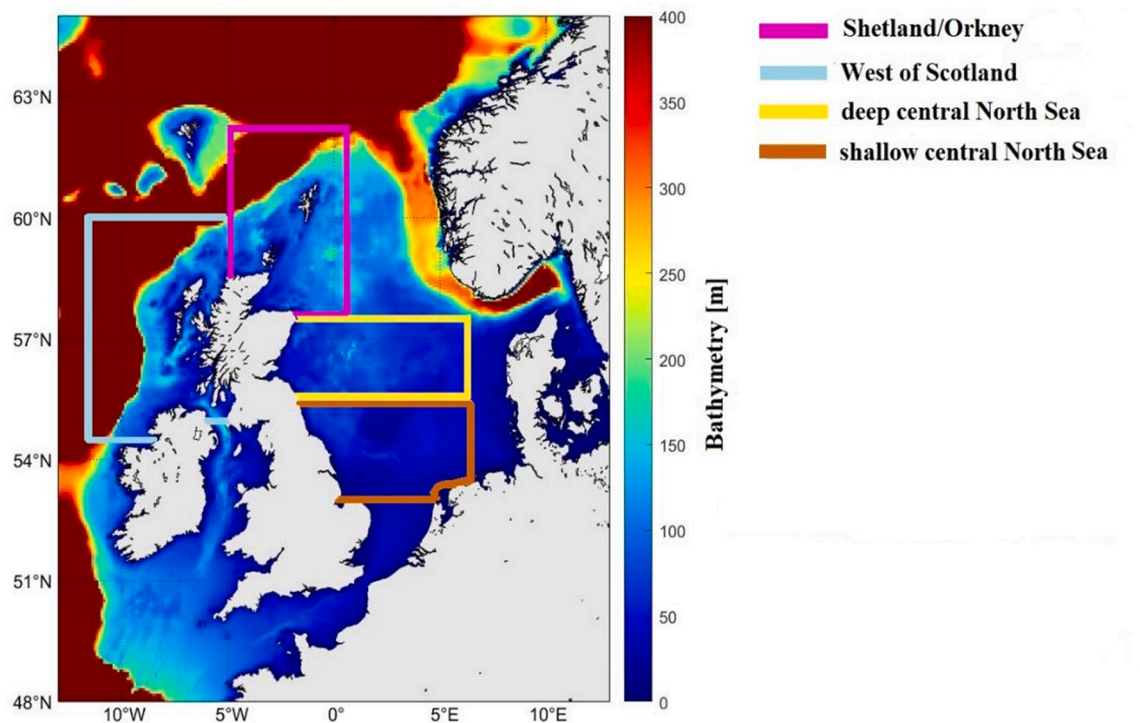 63°N
60°N
57°N
54°N
51°N
48°N
10°W
5°W
0°
5°E
10°E
400
350
300
250
200
150
100
50
0
Bathymetry [m]
Shetland/Orkney
West of Scotland
deep central North Sea
shallow central North Sea